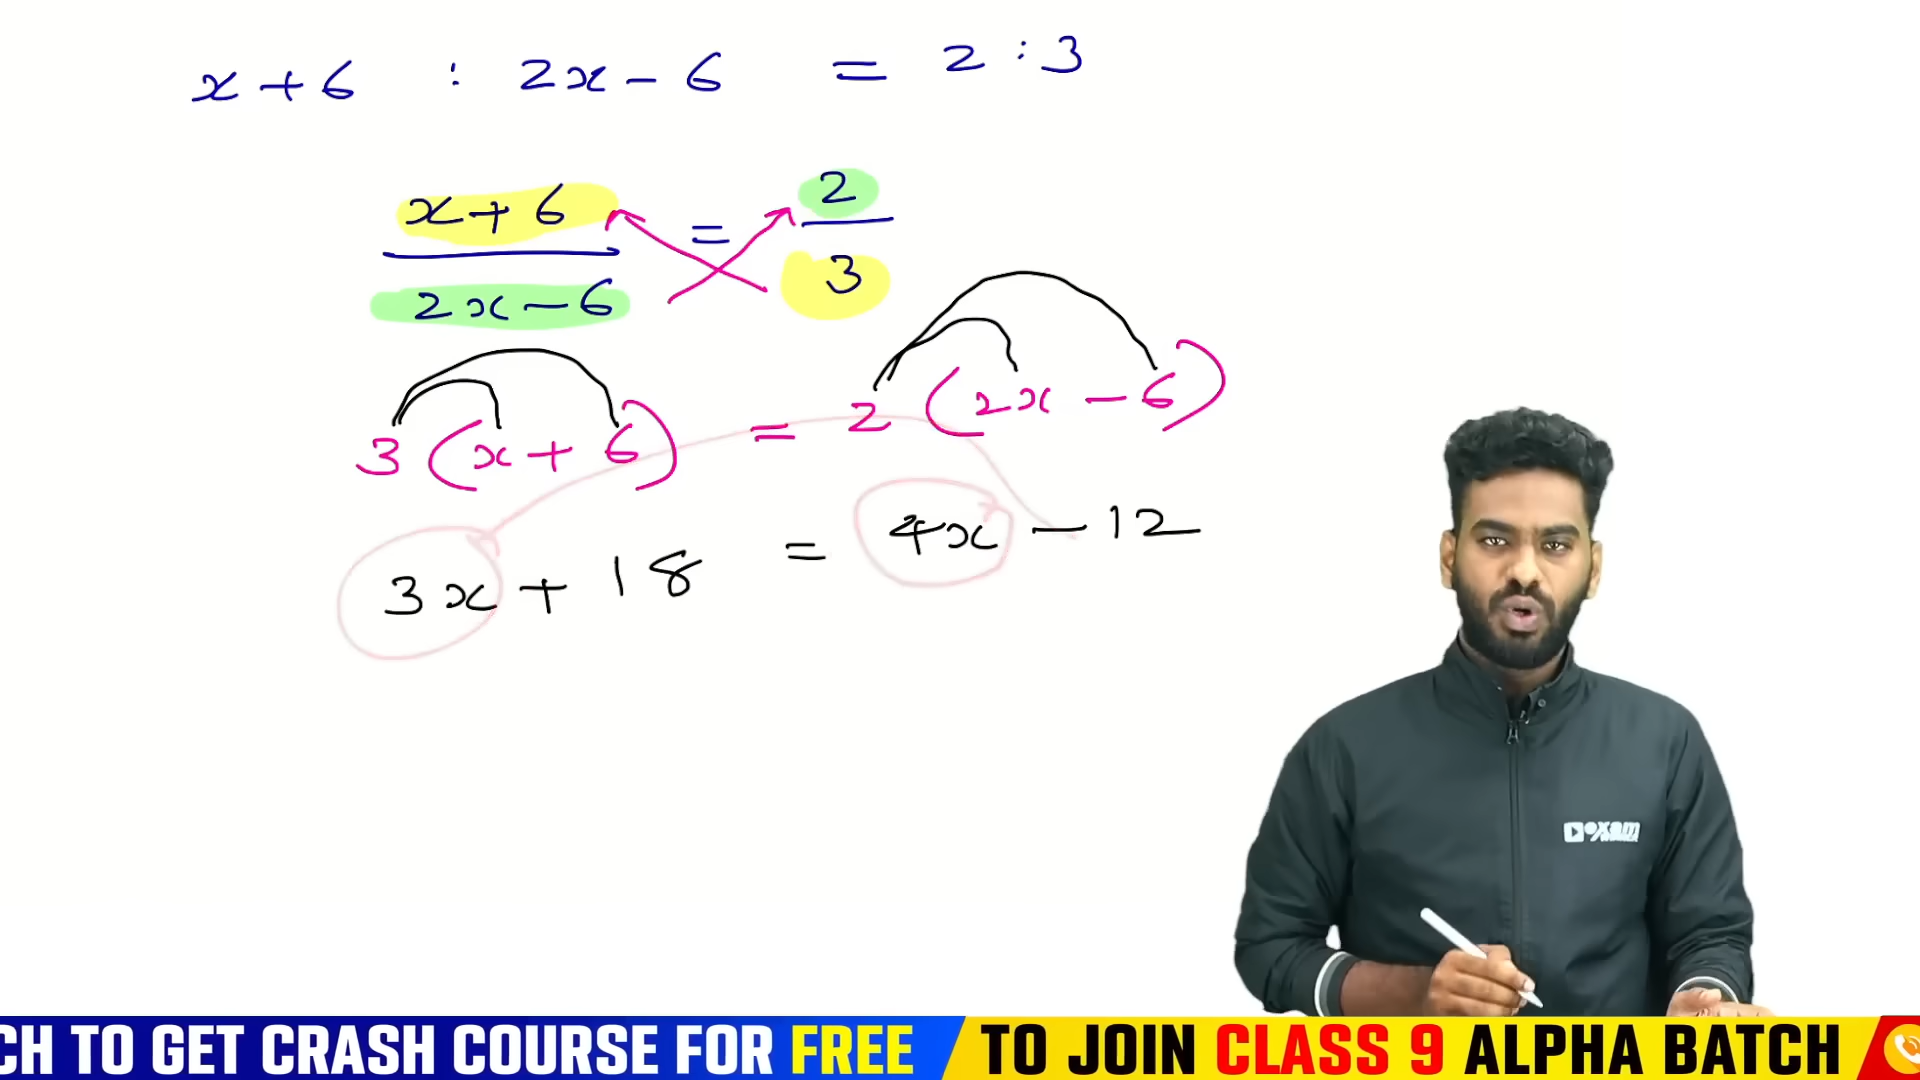 x + 6 : 2x - 6 = 2 : 3
x + 6 = 2
2x - 6 3
3 (x + 6) = 2 (2x - 6)
3x + 18 = 4x - 12
exam
CH TO GET CRASH COURSE FOR FREE TO JOIN CLASS 9 ALPHA BATCH